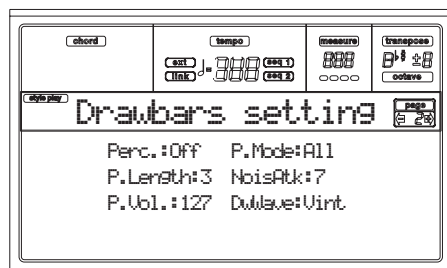 chord tempo measure transpose
ext seq 1
link seq 2
octave
style play page
Drawbars setting 2
Perc.:Off P.Mode:All
P.Length:3 NoisAtk:7
P.Vol.:127 DwWave:Vint